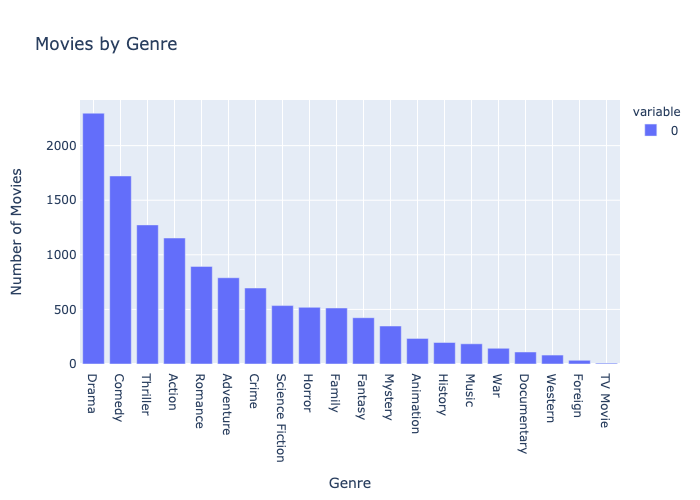 Movies by Genre
variable
0
Number of Movies
2000
1500
1000
500
0
Drama
Comedy
Thriller
Action
Romance
Adventure
Crime
Science Fiction
Horror
Family
Fantasy
Mystery
Animation
History
Music
War
Documentary
Western
Foreign
TV Movie
Genre